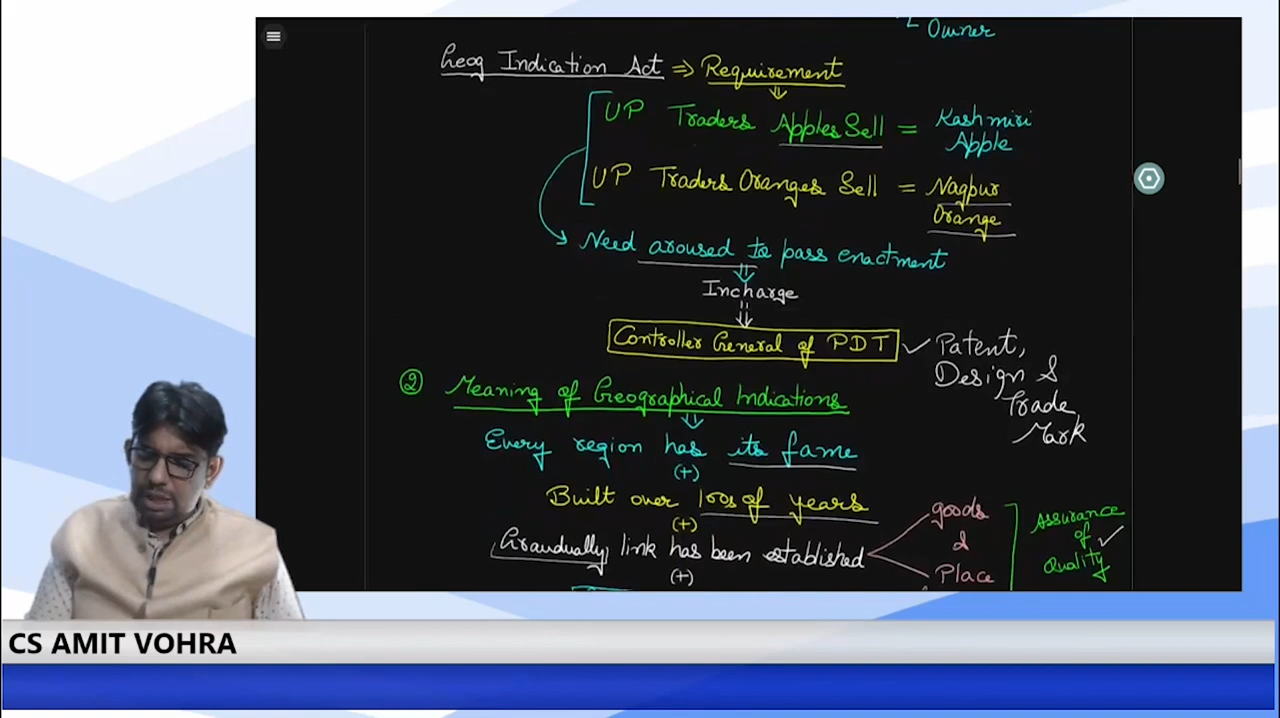 Owner
Geog Indication Act ⇒ Requirement
UP Traders Apples Sell = Kashmiri
Apple
UP Traders Oranges Sell = Nagpur
Orange
Need aroused to pass enactment
Incharge
Controller General of PDT ✓ Patent,
Design &
Trade
Mark
② Meaning of Geographical Indications
Every region has its fame
(+)
Built over 100s of years
(+)
Graudually link has been established
goods
&
Place
Assurance
of
Quality
(+)
CS AMIT VOHRA